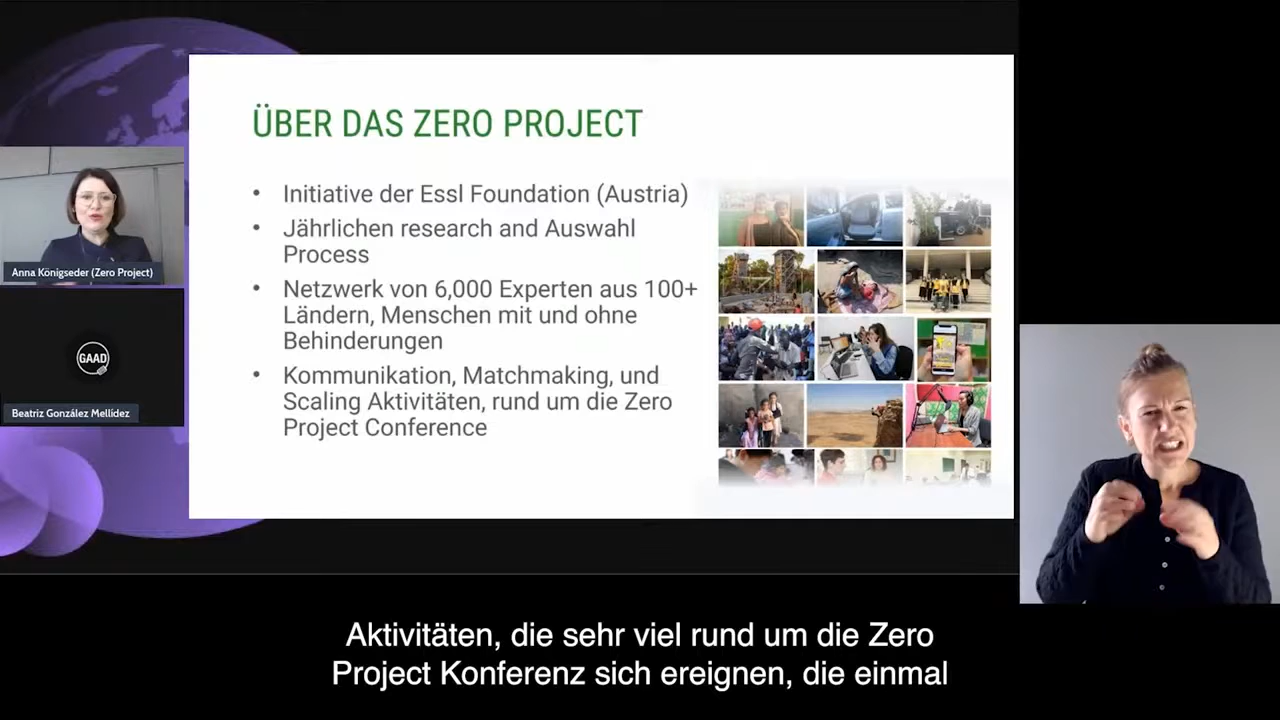 ÜBER DAS ZERO PROJECT
• Initiative der Essl Foundation (Austria)
• Jährlichen research and Auswahl
Process
• Netzwerk von 6,000 Experten aus 100+
Ländern, Menschen mit und ohne
Behinderungen
• Kommunikation, Matchmaking, und
Scaling Aktivitäten, rund um die Zero
Project Conference
Anna Königseder (Zero Project)
GAAD
Beatriz González Mellídez
Aktivitäten, die sehr viel rund um die Zero
Project Konferenz sich ereignen, die einmal